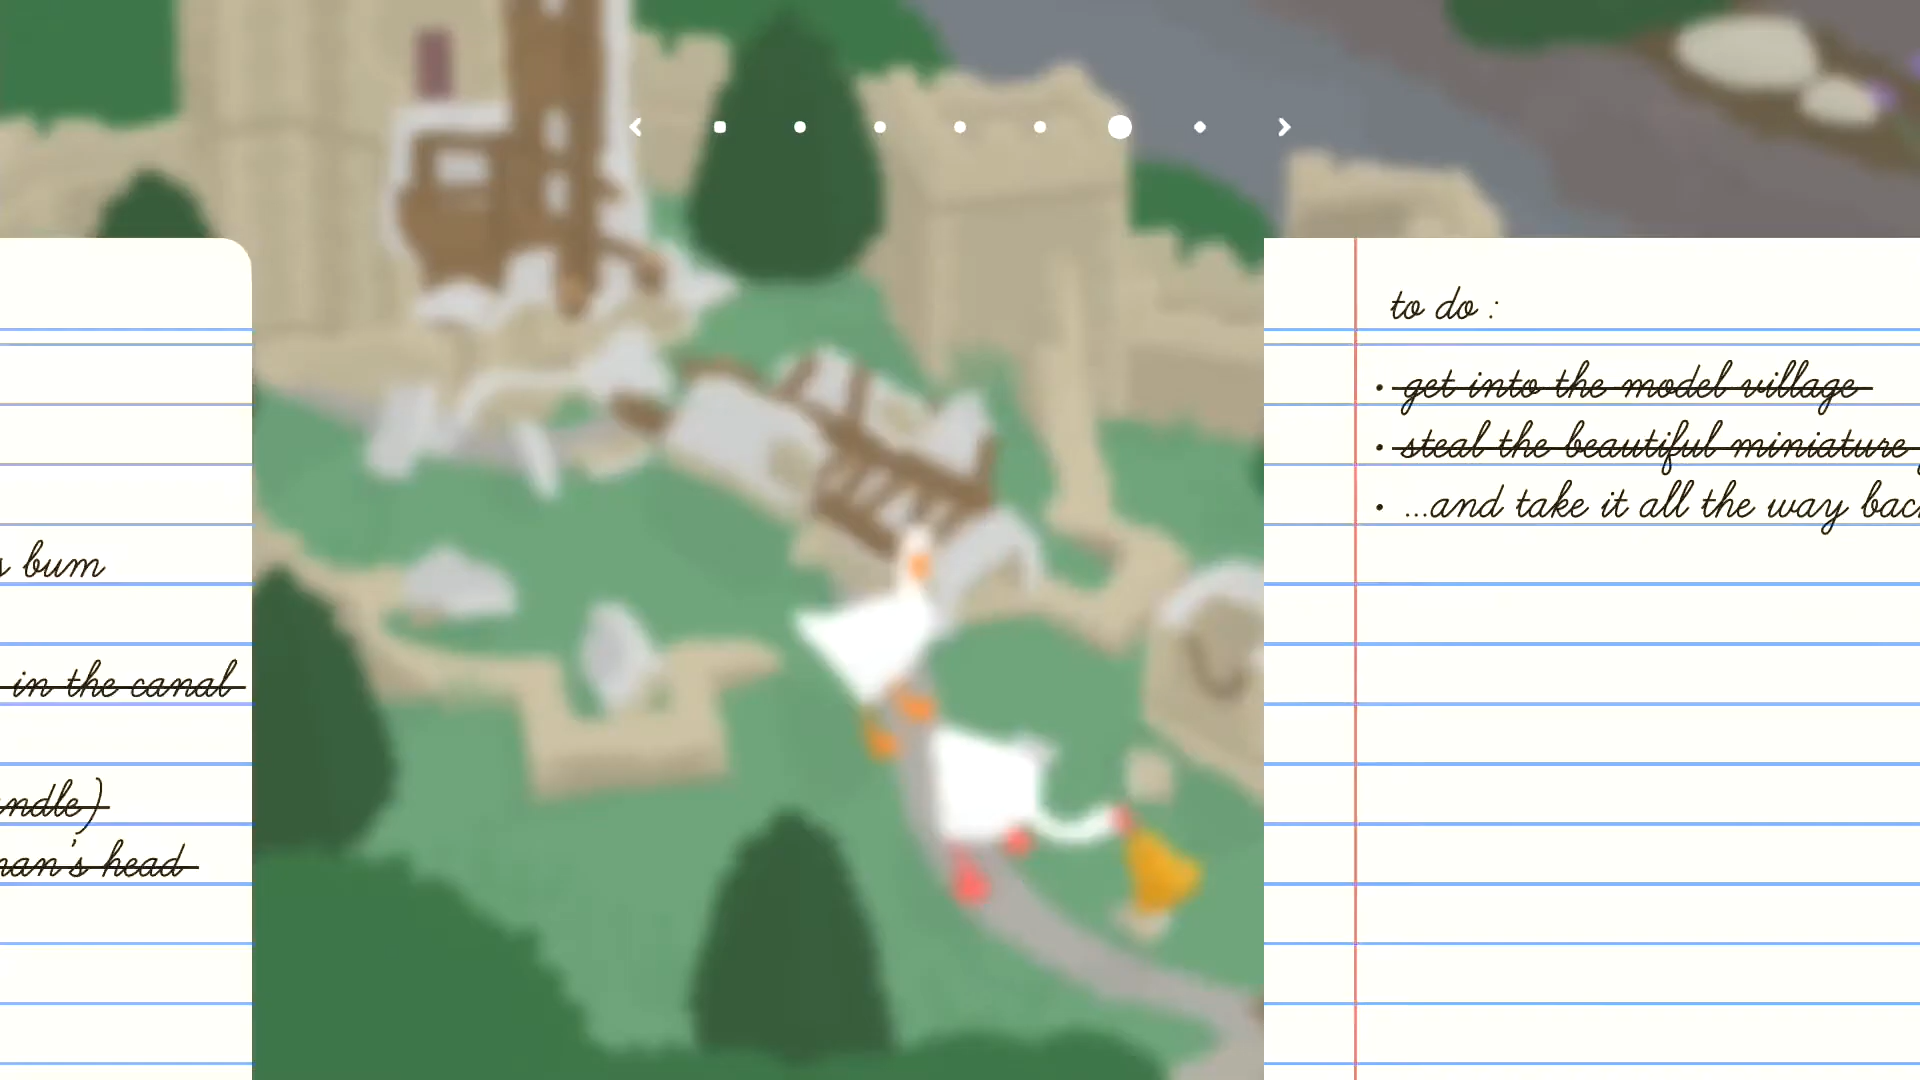 s bum
in the canal
ndle)
man's head
to do :
• get into the model village
• steal the beautiful miniature
• ...and take it all the way bac